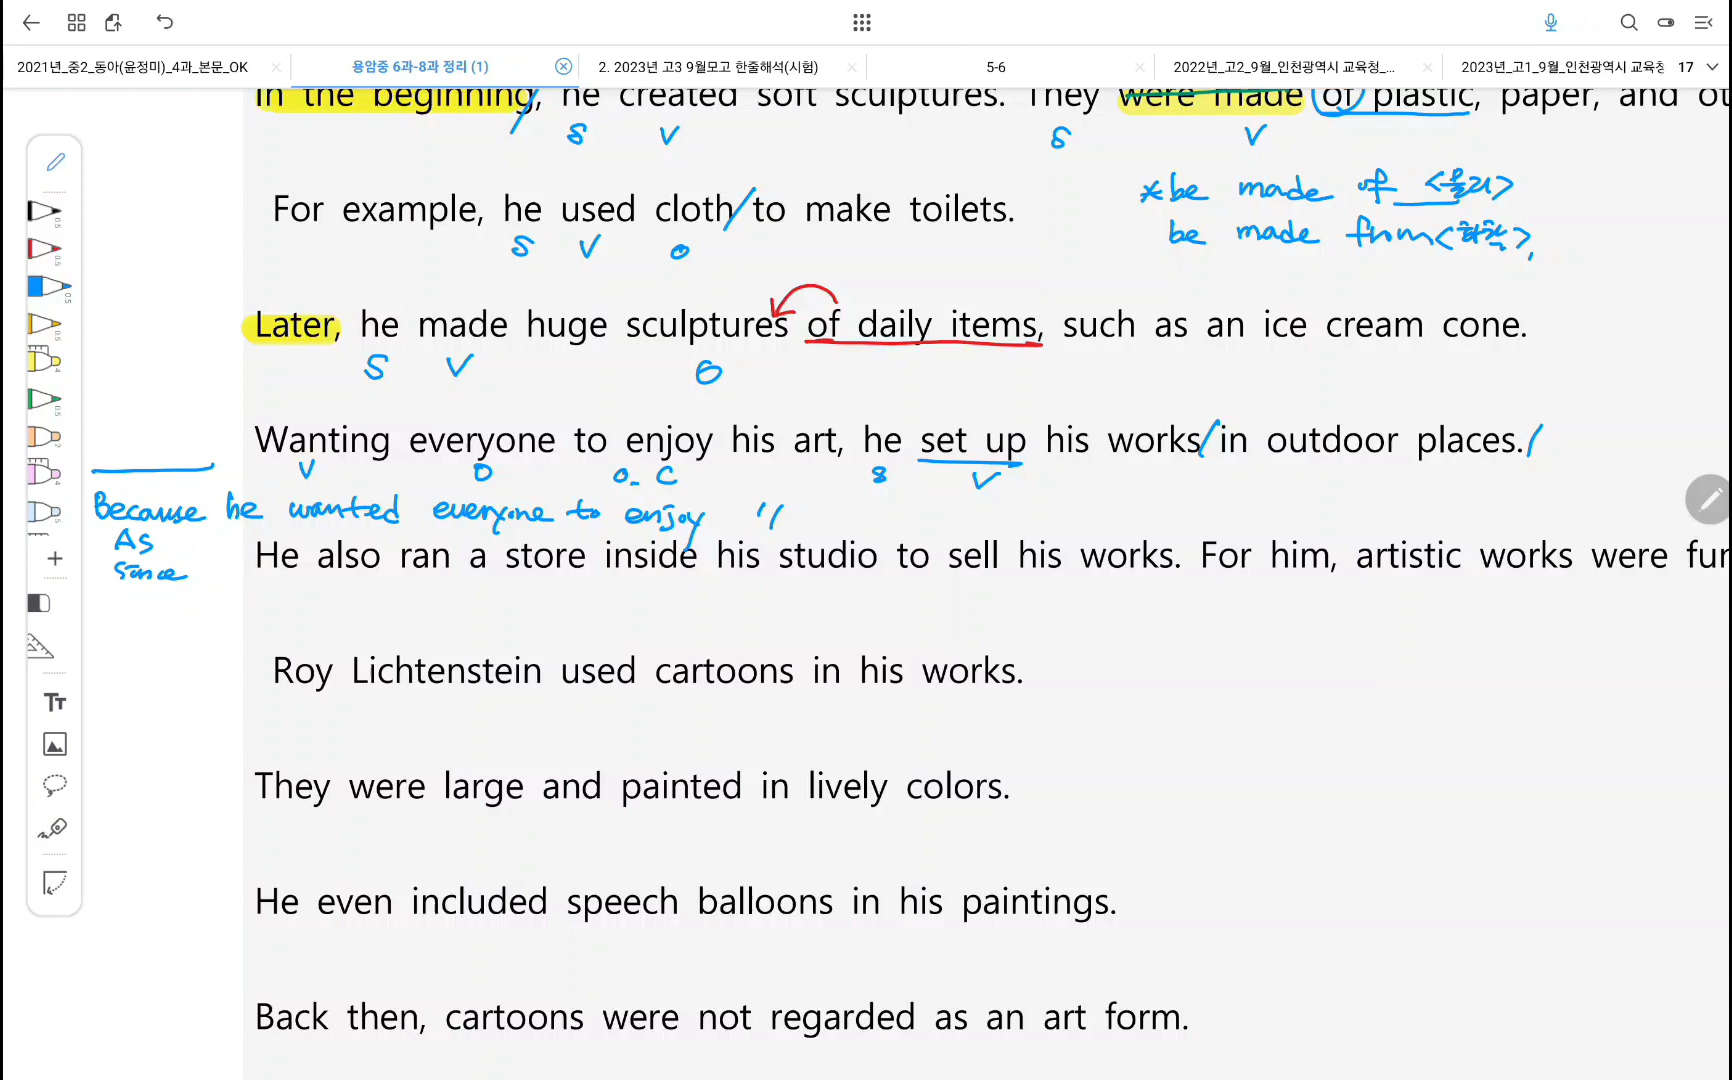 2021년_중2_동아(윤정미)_4과_본문_OK
용암중 6과-8과 정리 (1)
2. 2023년 고3 9월모고 한줄해석(시험)
5-6
2022년_고2_9월_인천광역시 교육청_...
2023년_고1_9월_인천광역시 교육청
17
In the beginning, he created soft sculptures. They were made of plastic, paper, and ot
S V S V
*be made of <물리>
For example, he used cloth/to make toilets.
be made from<화학>,
S V O
Later, he made huge sculptures of daily items, such as an ice cream cone.
S V O
Wanting everyone to enjoy his art, he set up his works/in outdoor places./
V O O.C S V
Because he wanted everyone to enjoy "
As
He also ran a store inside his studio to sell his works. For him, artistic works were fur
Since
Roy Lichtenstein used cartoons in his works.
They were large and painted in lively colors.
TT
He even included speech balloons in his paintings.
Back then, cartoons were not regarded as an art form.